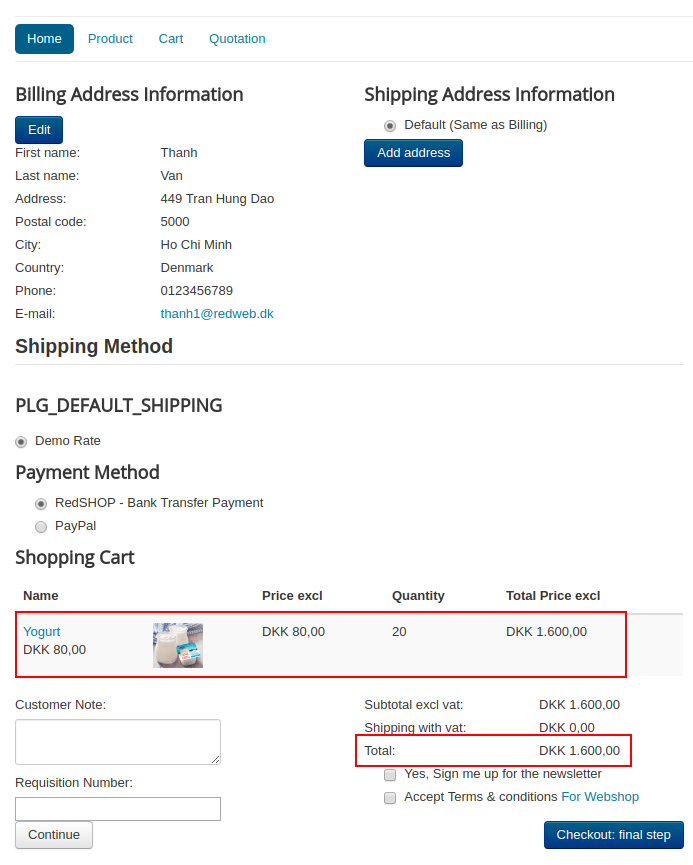 Home Product Cart Quotation
Billing Address Information
Edit
First name: Thanh
Last name: Van
Address: 449 Tran Hung Dao
Postal code: 5000
City: Ho Chi Minh
Country: Denmark
Phone: 0123456789
E-mail: thanh1@redweb.dk
Shipping Address Information
Default (Same as Billing)
Add address
Shipping Method
PLG_DEFAULT_SHIPPING
Demo Rate
Payment Method
RedSHOP - Bank Transfer Payment
PayPal
Shopping Cart
Name Price excl Quantity Total Price excl
Yogurt DKK 80,00 20 DKK 1.600,00
DKK 80,00
Customer Note:
Requisition Number:
Continue
Subtotal excl vat: DKK 1.600,00
Shipping with vat: DKK 0,00
Total: DKK 1.600,00
Yes, Sign me up for the newsletter
Accept Terms & conditions For Webshop
Checkout: final step